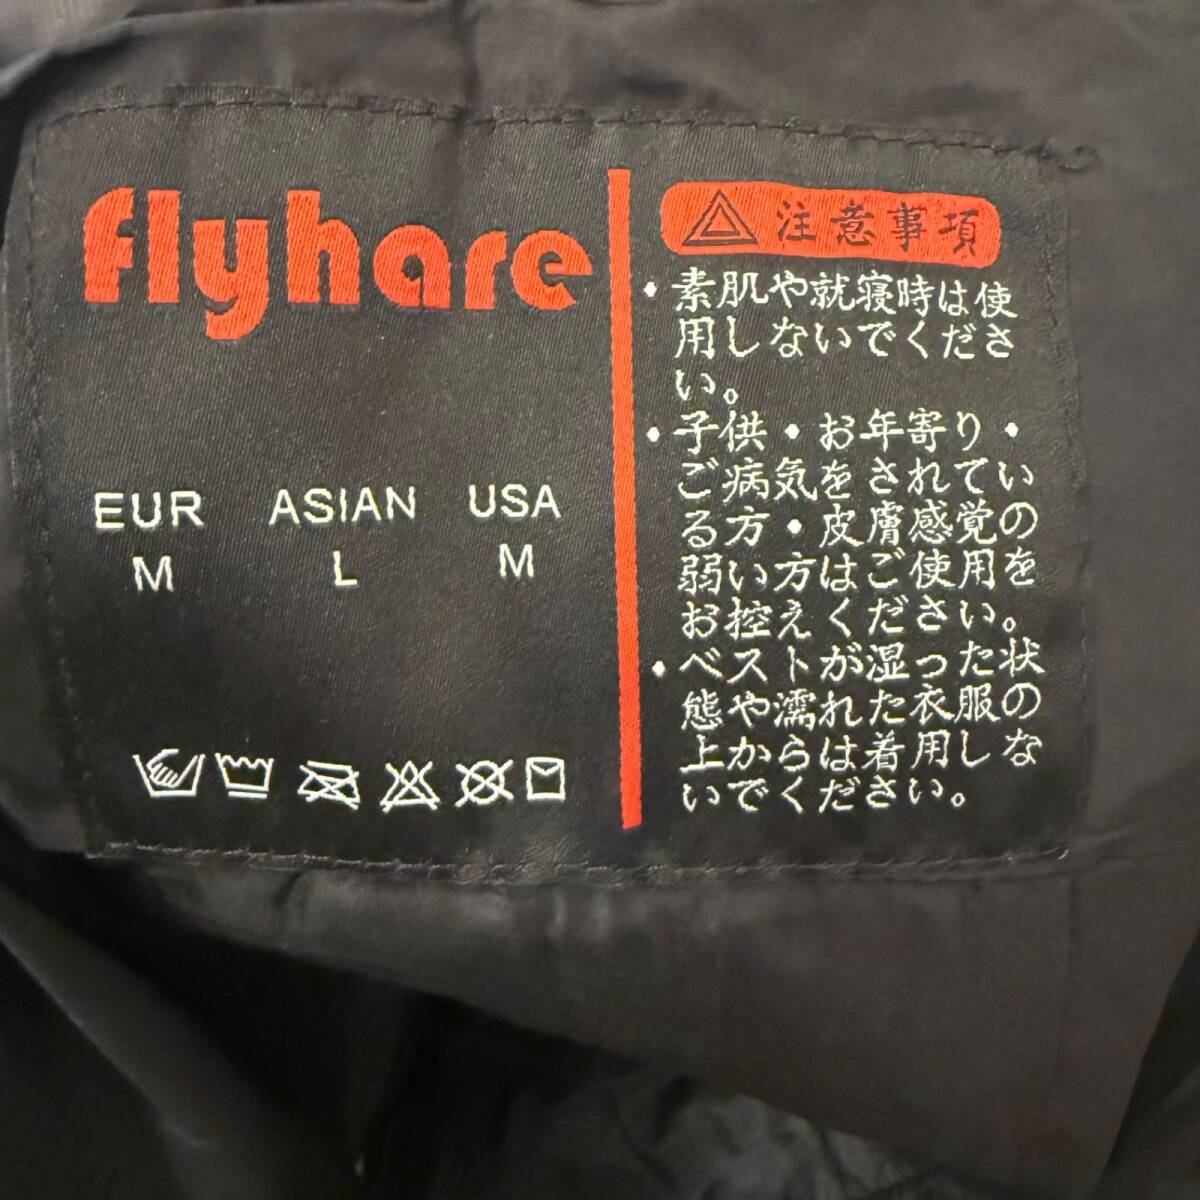 flyhare
EUR ASIAN USA
M L M
注意事項
・素肌や就寝時は使
用しないでくださ
い。
・子供・お年寄り・
ご病気をされてい
る方・皮膚感覚の
弱い方はご使用を
お控えください。
・ベストが湿った状
態や濡れた衣服の
上からは着用しな
いでください。